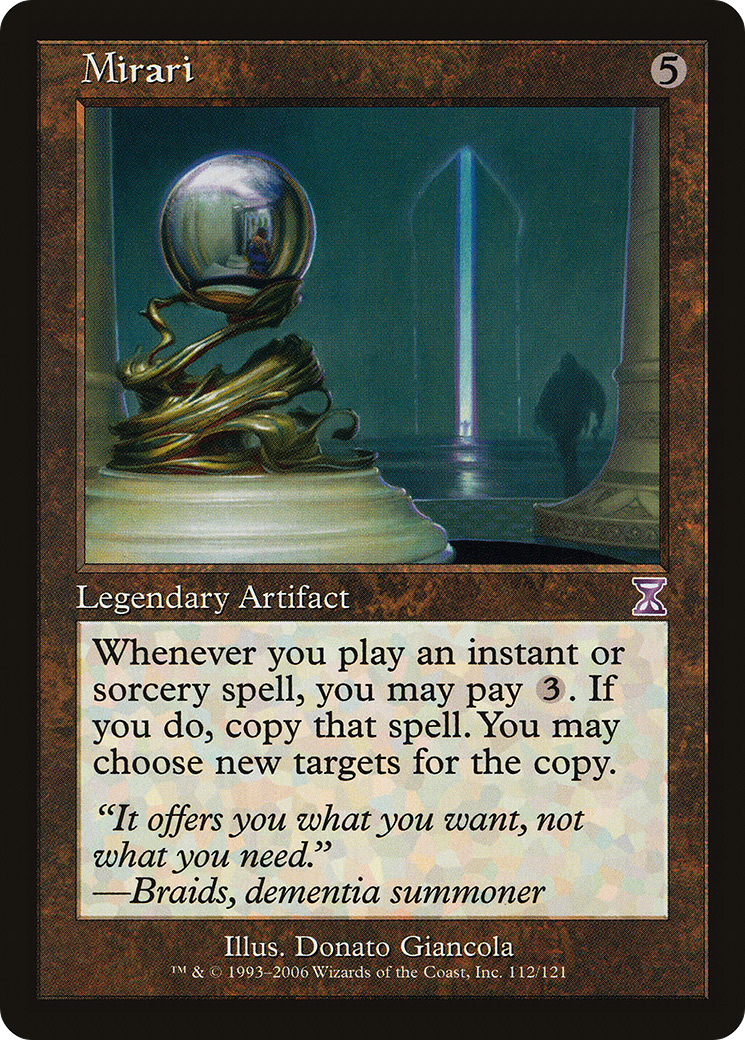 Mirari
5
Legendary Artifact
Whenever you play an instant or
sorcery spell, you may pay 3. If
you do, copy that spell. You may
choose new targets for the copy.
“It offers you what you want, not
what you need.”
—Braids, dementia summoner
Illus. Donato Giancola
™ & © 1993–2006 Wizards of the Coast, Inc. 112/121